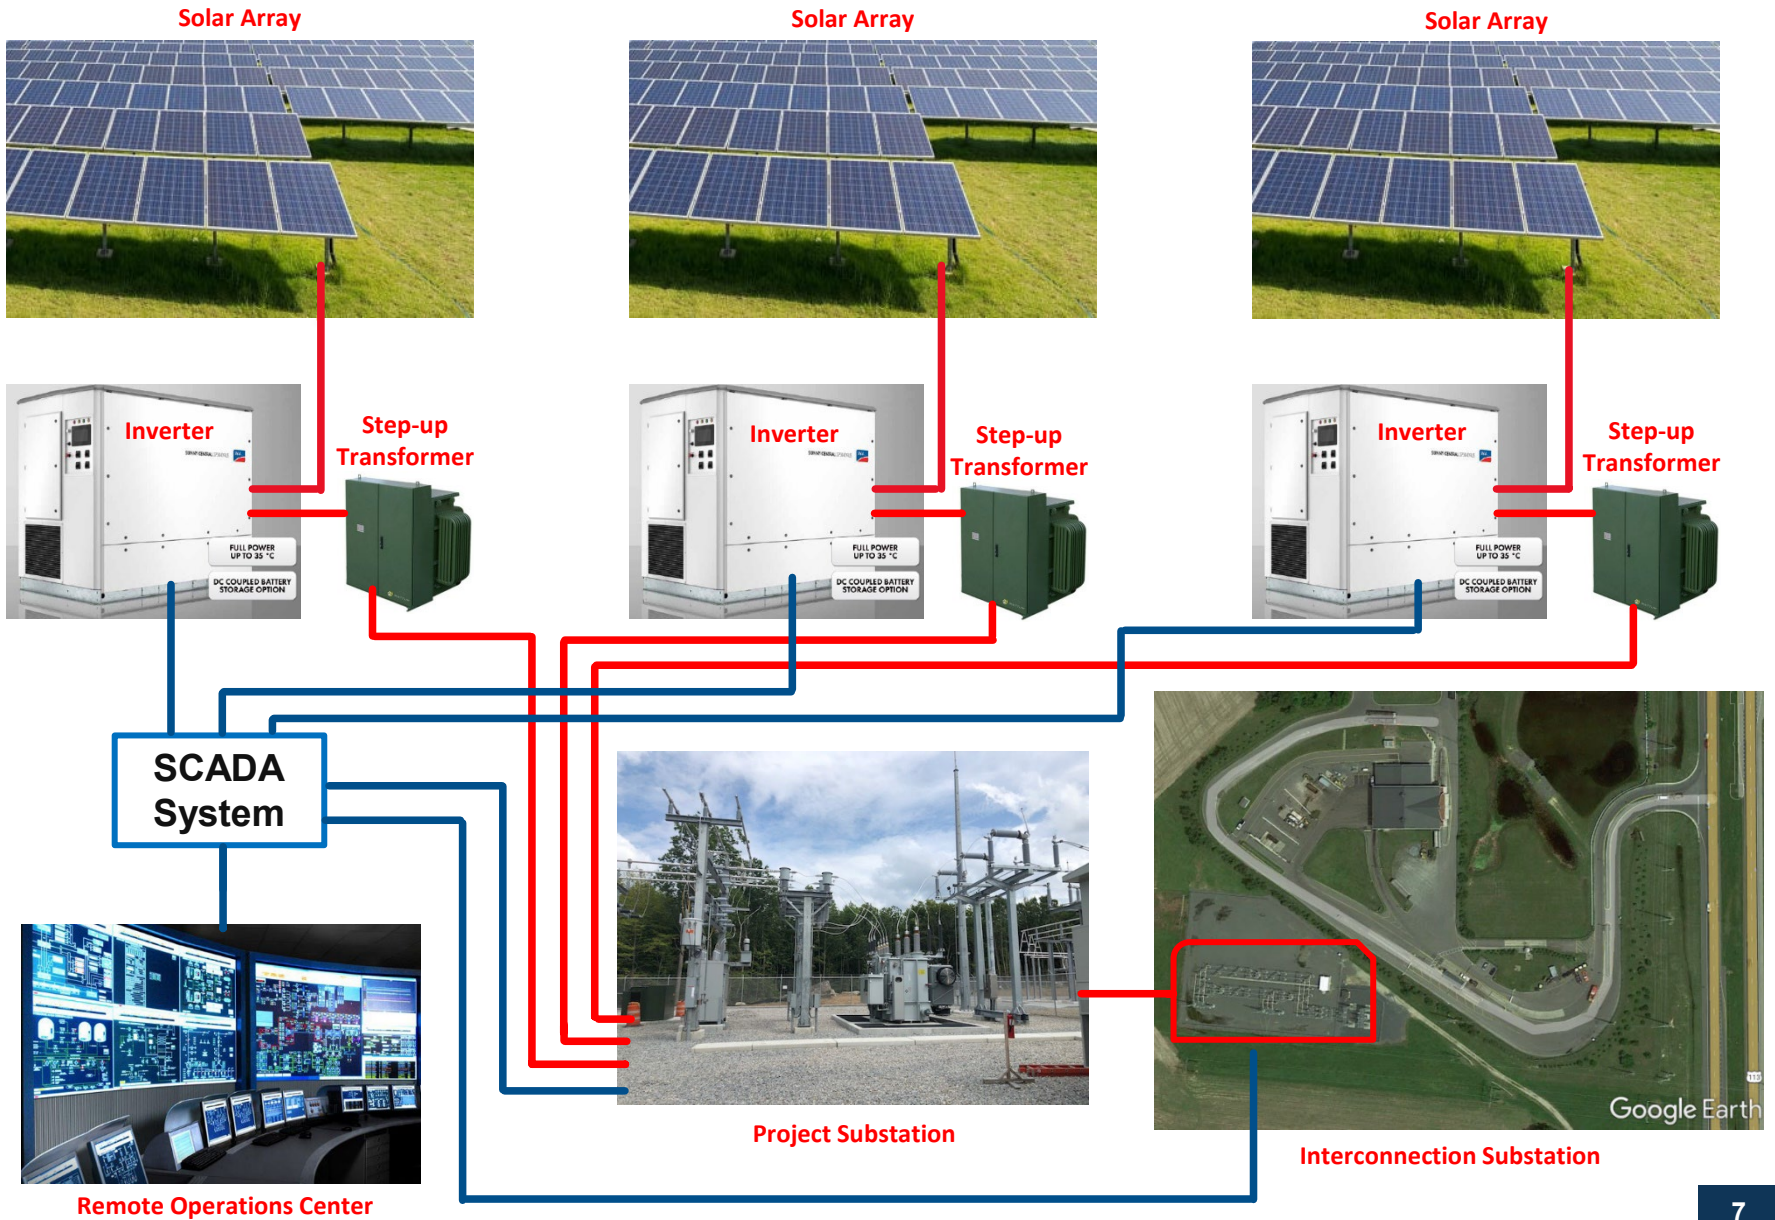 Solar Array
Solar Array
Solar Array
Inverter
Step-up
Transformer
FULL POWER
UP TO 35 °C
DC COUPLED BATTERY
STORAGE OPTION
Inverter
Step-up
Transformer
FULL POWER
UP TO 35 °C
DC COUPLED BATTERY
STORAGE OPTION
Inverter
Step-up
Transformer
FULL POWER
UP TO 35 °C
DC COUPLED BATTERY
STORAGE OPTION
SCADA
System
113
Google Earth
Project Substation
Interconnection Substation
Remote Operations Center
7